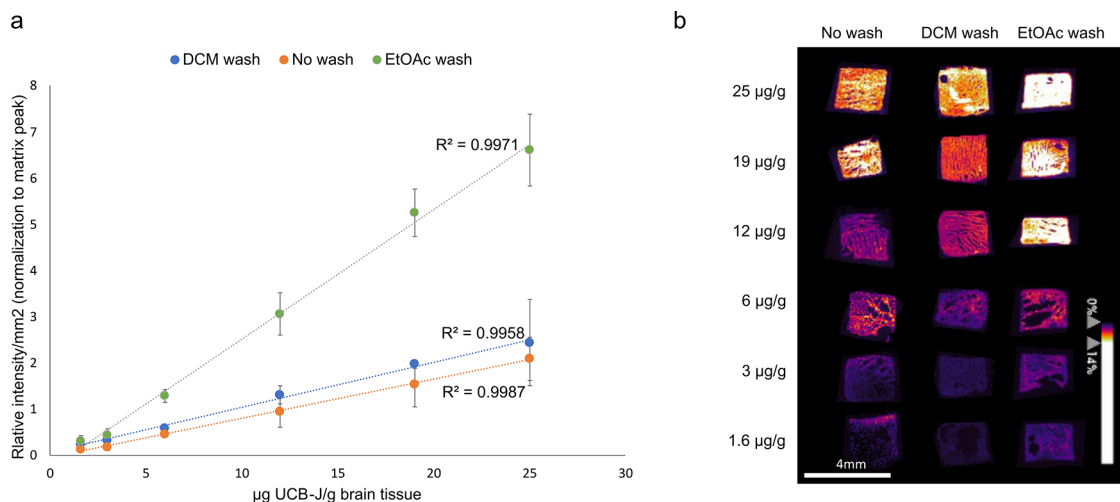 a
DCM wash No wash EtOAc wash
8
7
6
5
4
3
2
1
0
R² = 0.9971
R² = 0.9958
R² = 0.9987
0 5 10 15 20 25 30
µg UCB-J/g brain tissue
Rlative intensity/mm2 (normalization to matrix peak)
b
No wash DCM wash EtOAc wash
25 µg/g
19 µg/g
12 µg/g
6 µg/g
3 µg/g
1.6 µg/g
0%
14%
4mm